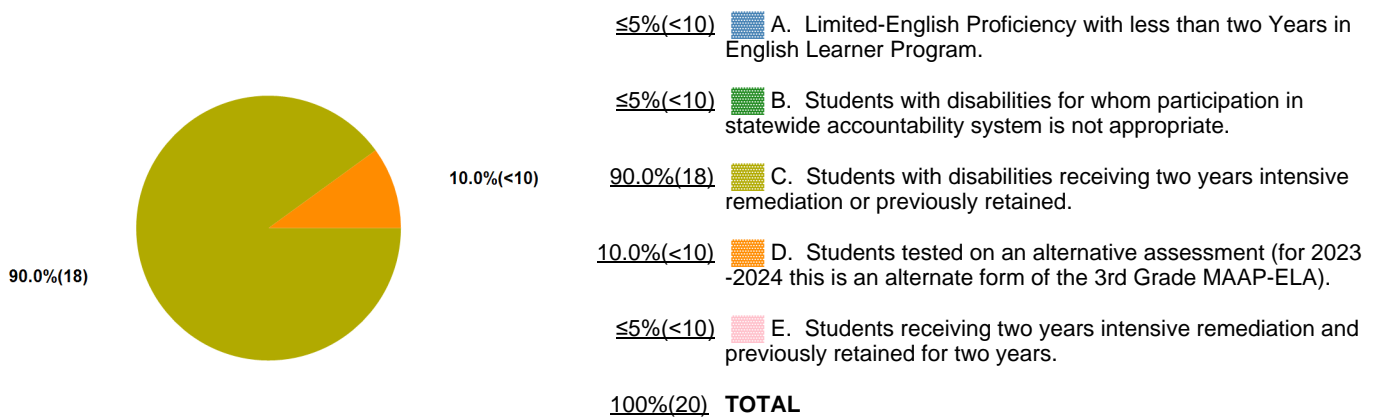 ≤5%(<10) A. Limited-English Proficiency with less than two Years in
English Learner Program.
≤5%(<10) B. Students with disabilities for whom participation in
statewide accountability system is not appropriate.
90.0%(18) C. Students with disabilities receiving two years intensive
remediation or previously retained.
10.0%(<10) D. Students tested on an alternative assessment (for 2023
-2024 this is an alternate form of the 3rd Grade MAAP-ELA).
≤5%(<10) E. Students receiving two years intensive remediation and
previously retained for two years.
100%(20) TOTAL
10.0%(<10)
90.0%(18)